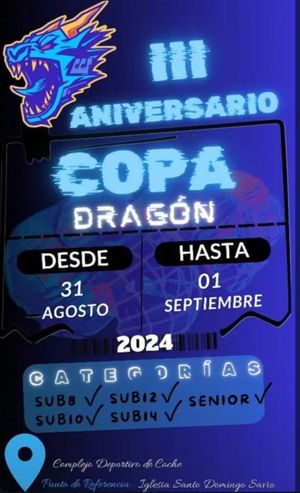 CCH
III
ANIVERSARIO
COPA
DRAGÓN
DESDE
HASTA
31
AGOSTO
01
SEPTIEMBRE
2024
CATEGORÍAS
SUB8 ✓ SUB12 ✓ SENIOR ✓
SUB10 ✓ SUB14 ✓
Complejo Deportivo de Coche
Punto de Referencia: Iglesia Santo Domingo Savio